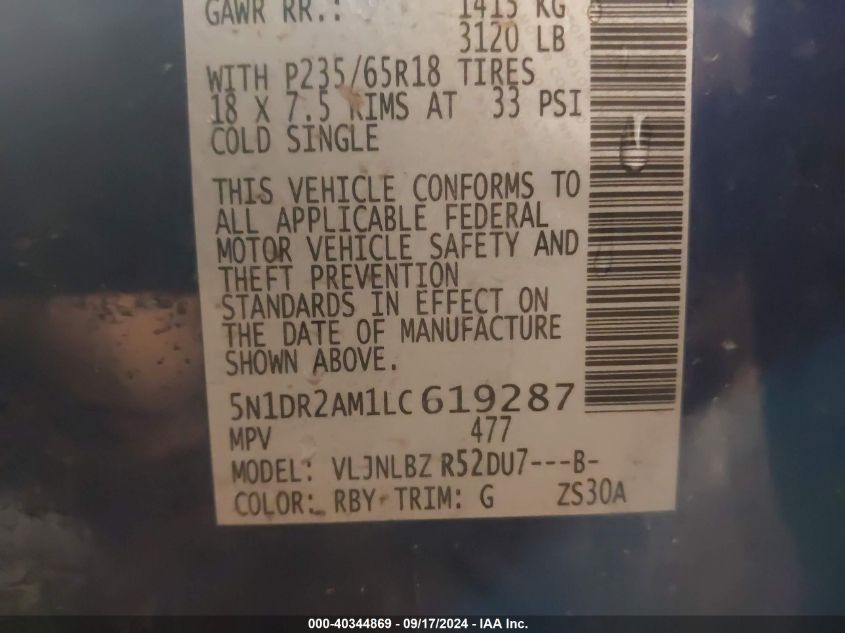 GAWR RR.: 1415 KG
3120 LB
WITH P235/65R18 TIRES
18 X 7.5 RIMS AT 33 PSI
COLD SINGLE
THIS VEHICLE CONFORMS TO
ALL APPLICABLE FEDERAL
MOTOR VEHICLE SAFETY AND
THEFT PREVENTION
STANDARDS IN EFFECT ON
THE DATE OF MANUFACTURE
SHOWN ABOVE.
5N1DR2AM1LC619287
MPV 477
MODEL: VLJNLBZ R52DU7---B-
COLOR: RBY TRIM: G ZS30A
000-40344869 - 09/17/2024 - IAA Inc.